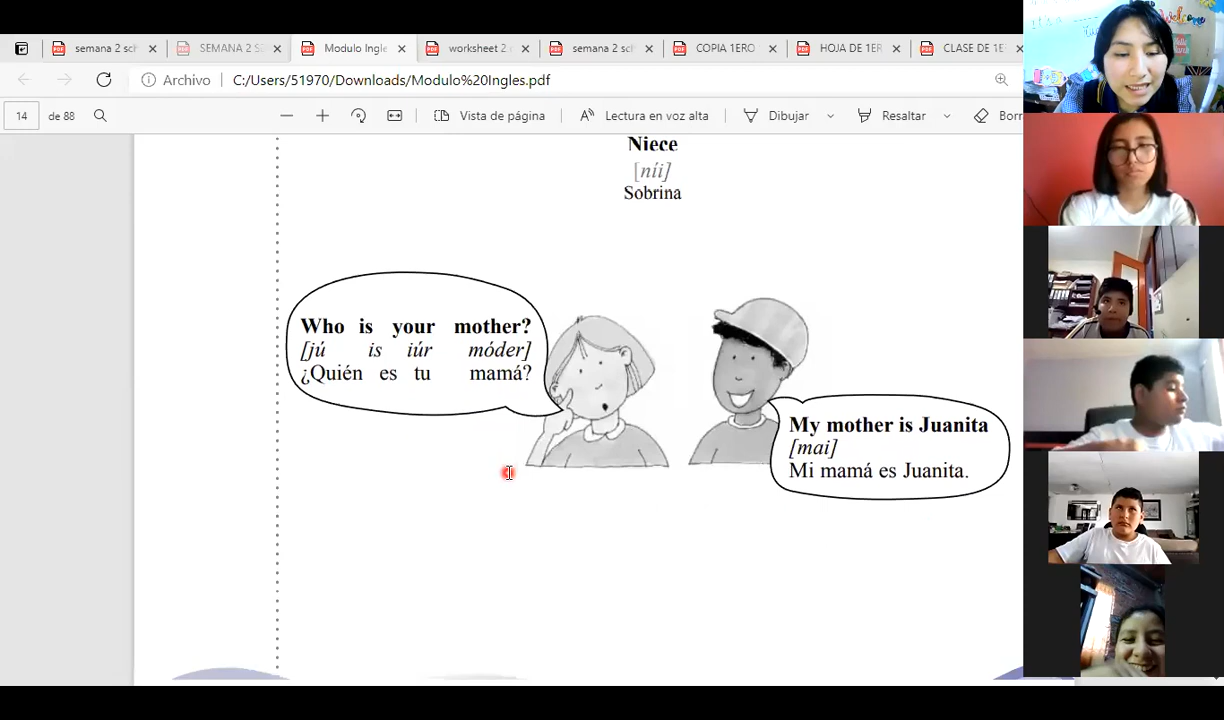 semana 2 sch
SEMANA 2 S
Modulo Ingle
worksheet 2
semana 2 sch
COPIA 1ERO
HOJA DE 1ER
CLASE DE 1E
Archivo
C:/Users/51970/Downloads/Modulo%20Ingles.pdf
14
de 88
Vista de página
Lectura en voz alta
Dibujar
Resaltar
Borr
Niece
[níi]
Sobrina
Who is your mother?
[jú is iúr móder]
¿Quién es tu mamá?
My mother is Juanita
[mai]
Mi mamá es Juanita.